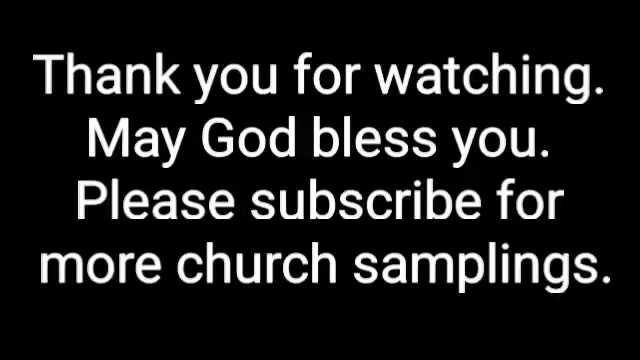 Thank you for watching.
May God bless you.
Please subscribe for
more church samplings.